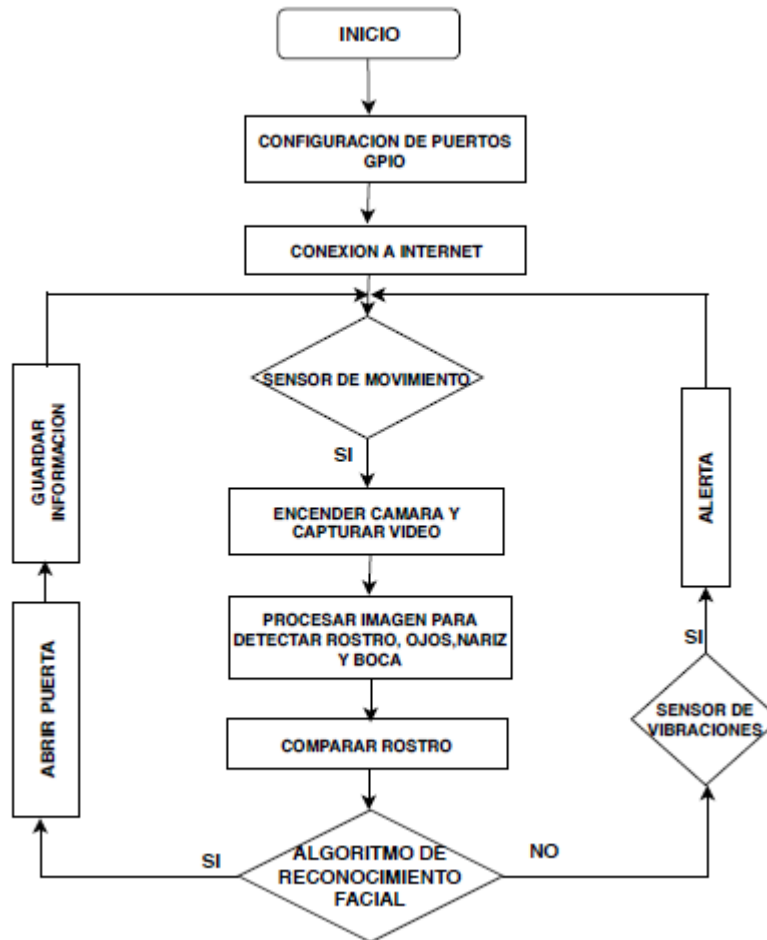 INICIO
CONFIGURACION DE PUERTOS
GPIO
CONEXION A INTERNET
SENSOR DE MOVIMIENTO
SI
ENCENDER CAMARA Y
CAPTURAR VIDEO
PROCESAR IMAGEN PARA
DETECTAR ROSTRO, OJOS,NARIZ
Y BOCA
COMPARAR ROSTRO
ALGORITMO DE
RECONOCIMIENTO
FACIAL
SI
ABRIR PUERTA
GUARDAR
INFORMACION
NO
SENSOR DE
VIBRACIONES
SI
ALERTA